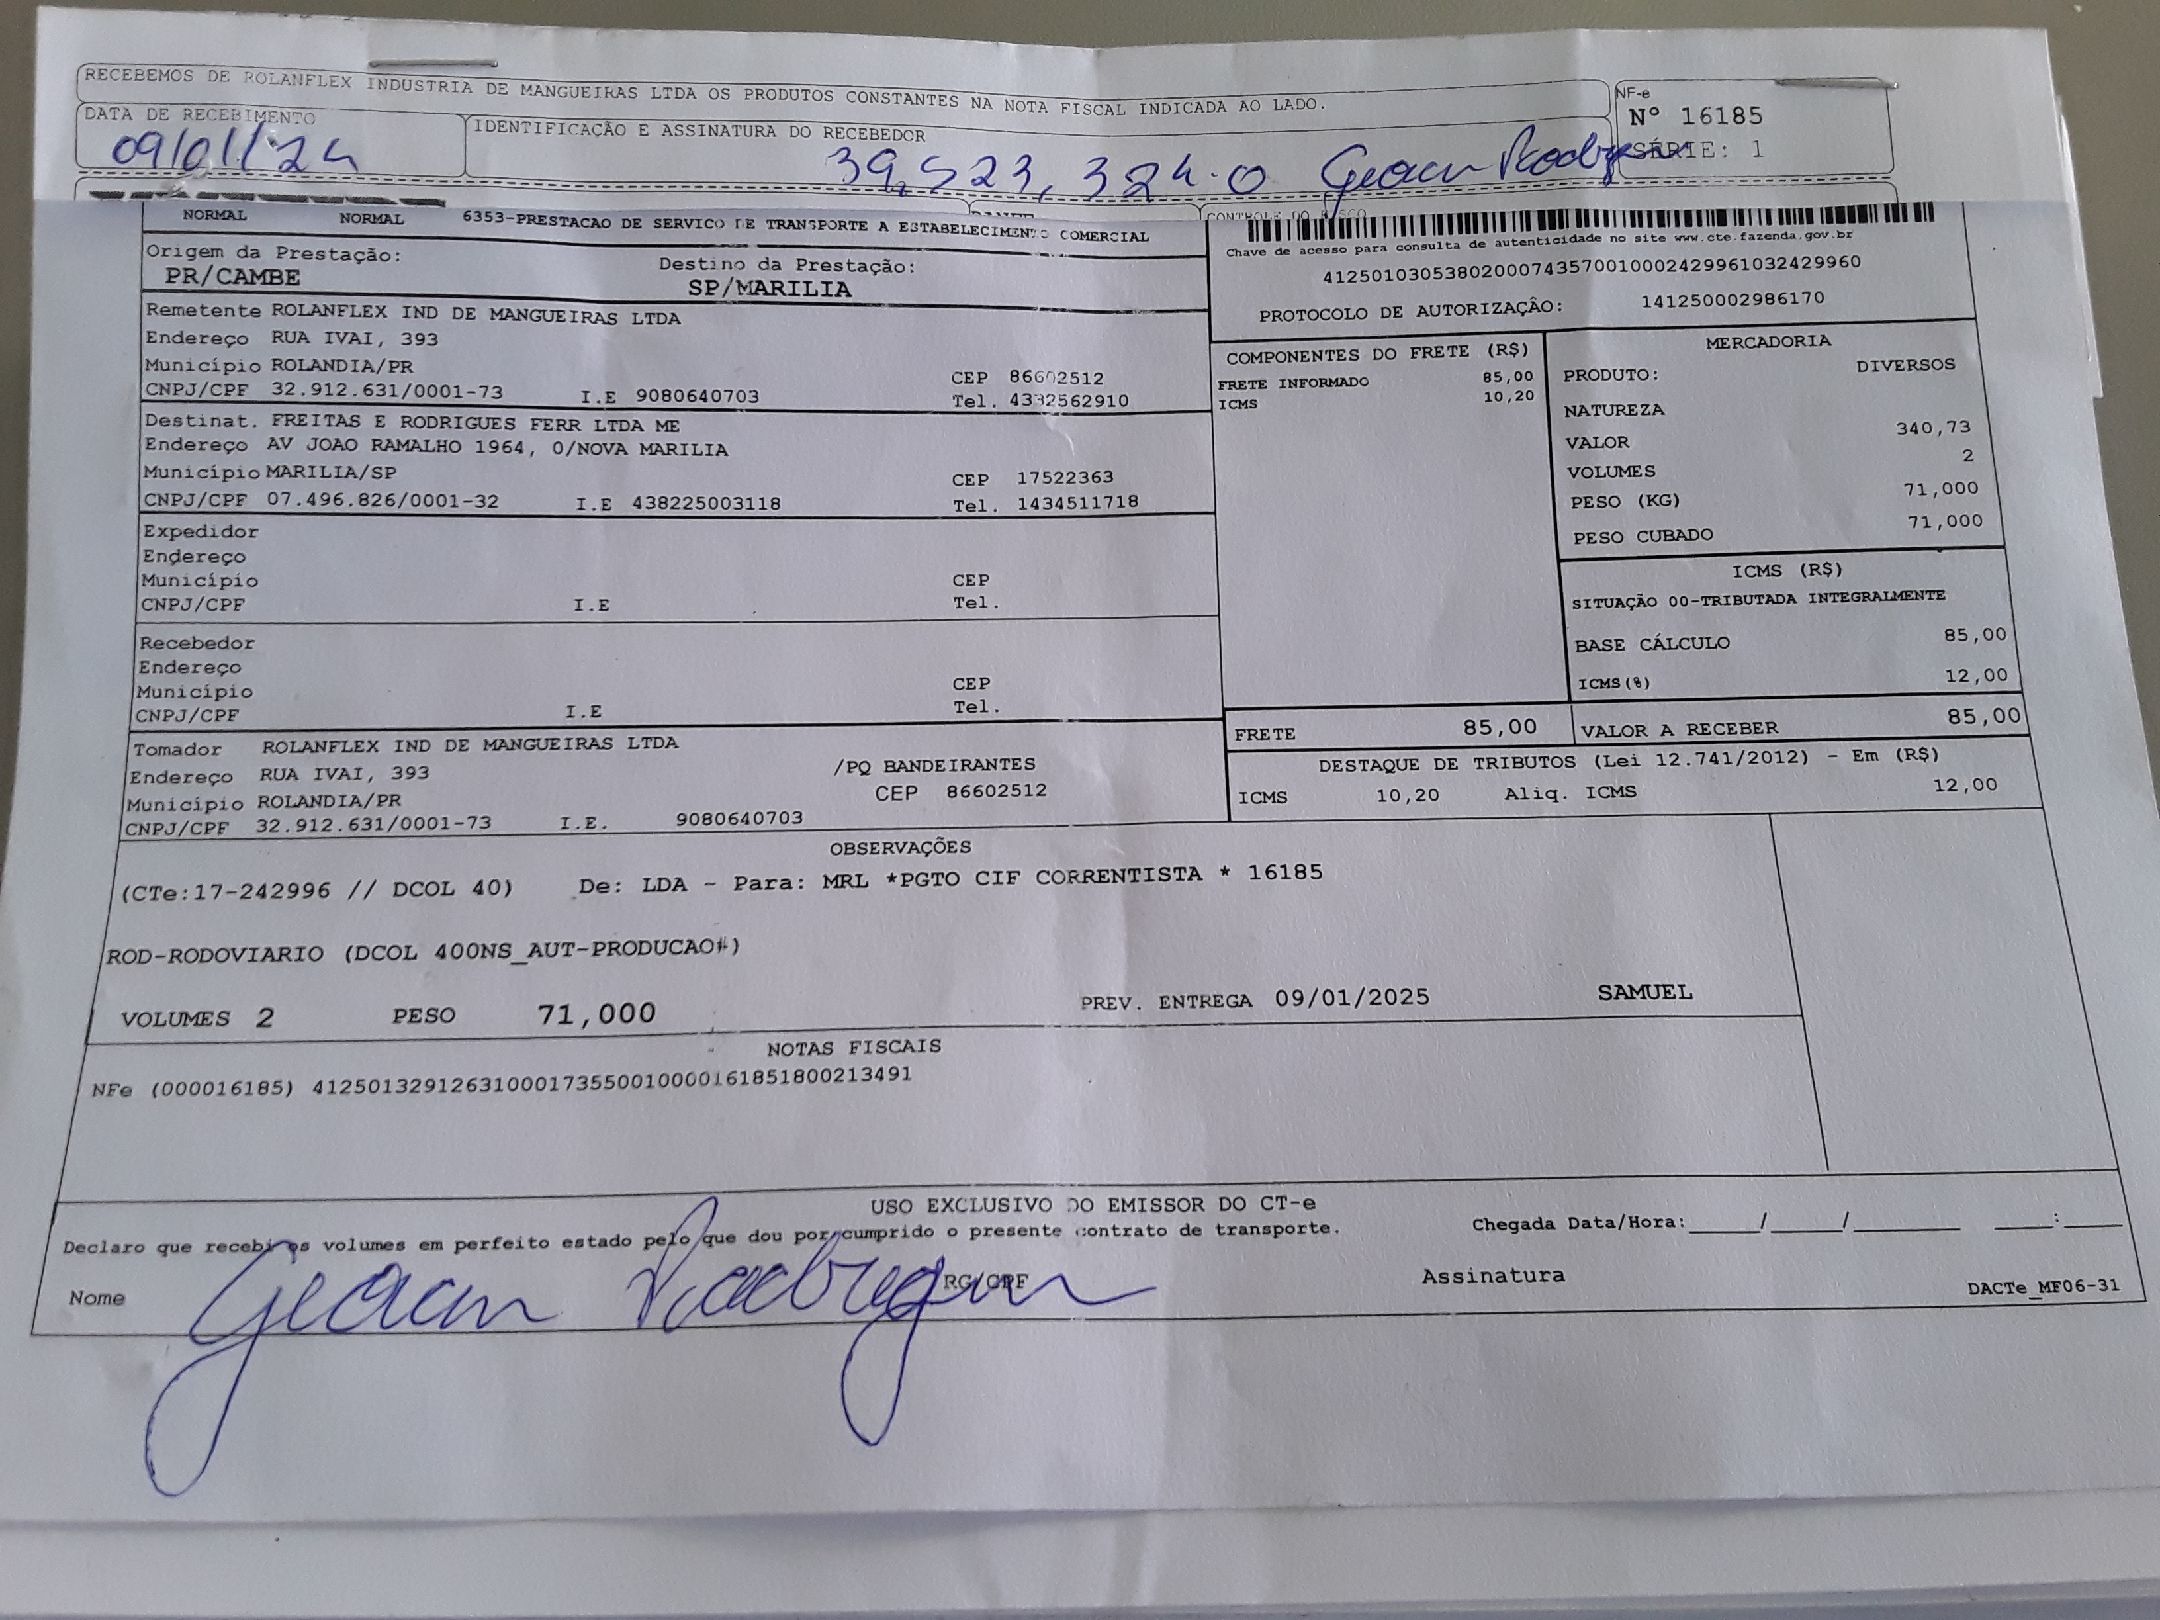 RECEBEMOS DE ROLANFLEX INDUSTRIA DE MANGUEIRAS LTDA OS PRODUTOS CONSTANTES NA NOTA FISCAL INDICADA AO LADO.
NF-e
Nº 16185
SÉRIE: 1
DATA DE RECEBIMENTO
09/01/24
IDENTIFICAÇÃO E ASSINATURA DO RECEBEDOR
39,523,324-0 Geoan Rodrigues
NORMAL NORMAL 6353-PRESTACAO DE SERVICO DE TRANSPORTE A ESTABELECIMENTO COMERCIAL
Origem da Prestação: Destino da Prestação:
PR/CAMBE SP/MARILIA
Chave de acesso para consulta de autenticidade no site www.cte.fazenda.gov.br
41250103053802000743570010002429961032429960
PROTOCOLO DE AUTORIZAÇÃO: 141250002986170
Remetente ROLANFLEX IND DE MANGUEIRAS LTDA
Endereço RUA IVAI, 393
Município ROLANDIA/PR CEP 86602512
CNPJ/CPF 32.912.631/0001-73 I.E 9080640703 Tel. 4332562910
Destinat. FREITAS E RODRIGUES FERR LTDA ME
Endereço AV JOAO RAMALHO 1964, 0/NOVA MARILIA
Município MARILIA/SP CEP 17522363
CNPJ/CPF 07.496.826/0001-32 I.E 438225003118 Tel. 1434511718
Expedidor
Endereço
Município CEP
CNPJ/CPF I.E Tel.
Recebedor
Endereço
Município CEP
CNPJ/CPF I.E Tel.
Tomador ROLANFLEX IND DE MANGUEIRAS LTDA
Endereço RUA IVAI, 393 /PQ BANDEIRANTES
Município ROLANDIA/PR CEP 86602512
CNPJ/CPF 32.912.631/0001-73 I.E. 9080640703
COMPONENTES DO FRETE (R$)
FRETE INFORMADO 85,00
ICMS 10,20
MERCADORIA
PRODUTO: DIVERSOS
NATUREZA
VALOR 340,73
VOLUMES 2
PESO (KG) 71,000
PESO CUBADO 71,000
ICMS (R$)
SITUAÇÃO 00-TRIBUTADA INTEGRALMENTE
BASE CÁLCULO 85,00
ICMS(%) 12,00
FRETE 85,00 VALOR A RECEBER 85,00
DESTAQUE DE TRIBUTOS (Lei 12.741/2012) - Em (R$)
ICMS 10,20 Aliq. ICMS 12,00
OBSERVAÇÕES
(CTe:17-242996 // DCOL 40) De: LDA - Para: MRL *PGTO CIF CORRENTISTA * 16185
ROD-RODOVIARIO (DCOL 400NS_AUT-PRODUCAO#)
VOLUMES 2 PESO 71,000 PREV. ENTREGA 09/01/2025 SAMUEL
NOTAS FISCAIS
NFe (000016185) 41250132912631000173550010000161851800213491
USO EXCLUSIVO DO EMISSOR DO CT-e
Declaro que recebi os volumes em perfeito estado pelo que dou por cumprido o presente contrato de transporte. Chegada Data/Hora:____/____/______ ___:___
Nome Geoan Rodrigues RG/CPF Assinatura DACTe_MF06-31